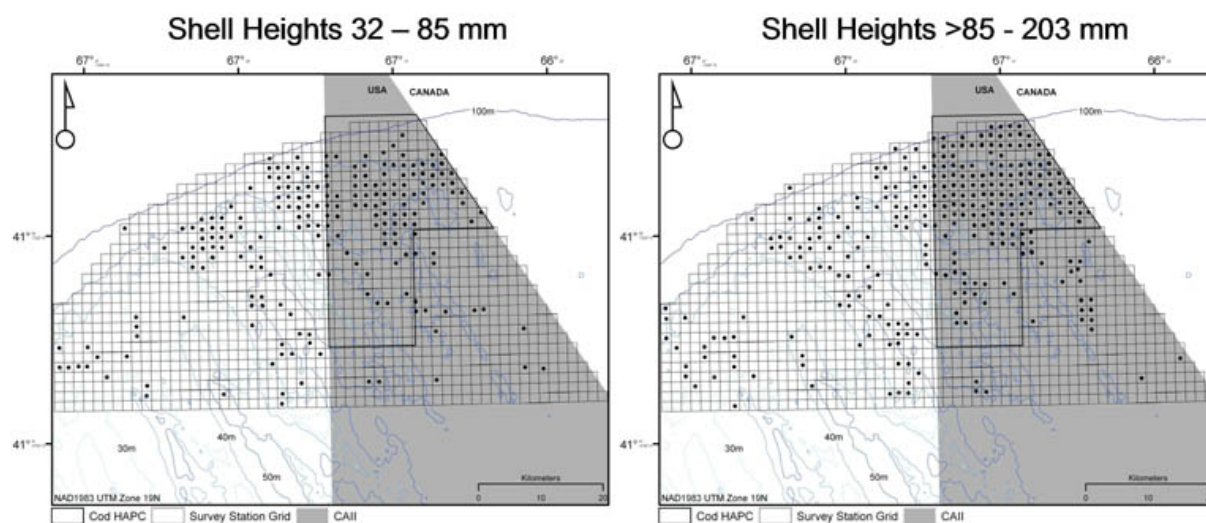 Shell Heights 32 – 85 mm
67°
67°
67°
66°
USA CANADA
100m
41°
41°
30m
40m
50m
Kilometers
0 10 20
NAD1983 UTM Zone 19N
Cod HAPC Survey Station Grid CAII
Shell Heights >85 - 203 mm
67°
67°
67°
66°
USA CANADA
100m
41°
41°
30m
40m
50m
Kilometers
0 10
NAD1983 UTM Zone 19N
Cod HAPC Survey Station Grid CAII